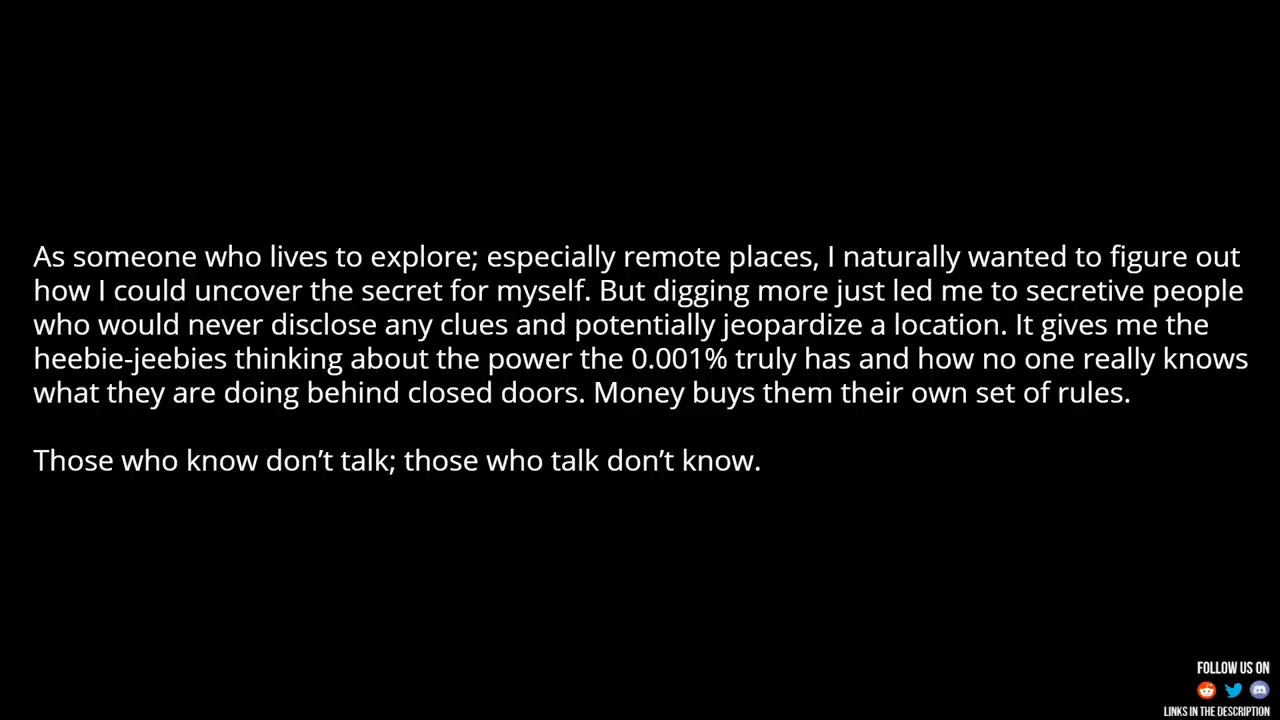 As someone who lives to explore; especially remote places, I naturally wanted to figure out
how I could uncover the secret for myself. But digging more just led me to secretive people
who would never disclose any clues and potentially jeopardize a location. It gives me the
heebie-jeebies thinking about the power the 0.001% truly has and how no one really knows
what they are doing behind closed doors. Money buys them their own set of rules.
Those who know don’t talk; those who talk don’t know.
FOLLOW US ON
LINKS IN THE DESCRIPTION